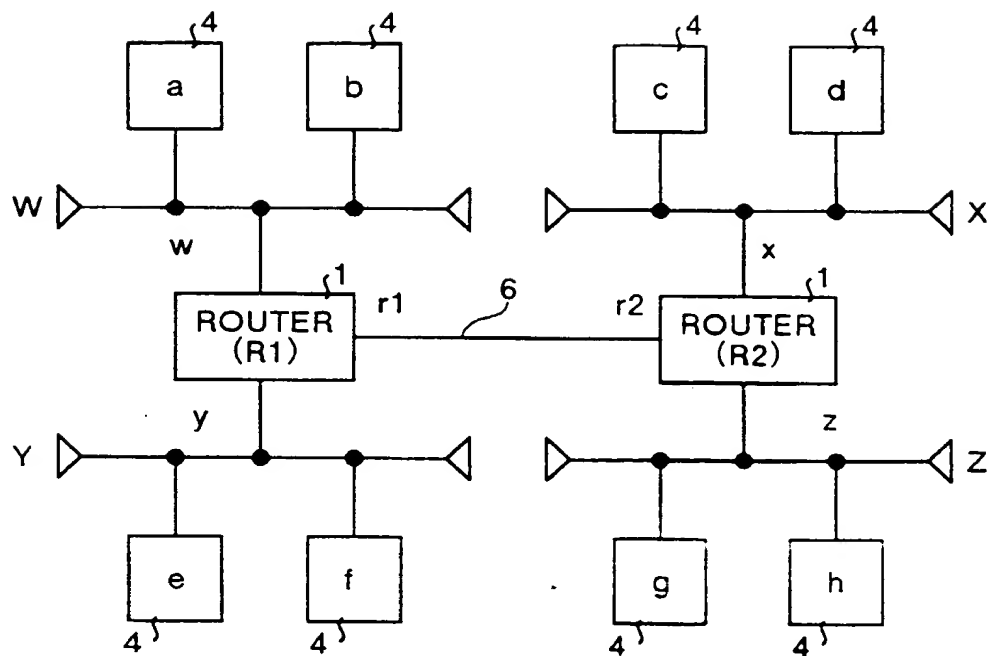 4 4 4 4
a b c d
W X
w x
1 1
r1 6 r2
ROUTER ROUTER
(R1) (R2)
y z
Y Z
e f g h
4 4 4 4